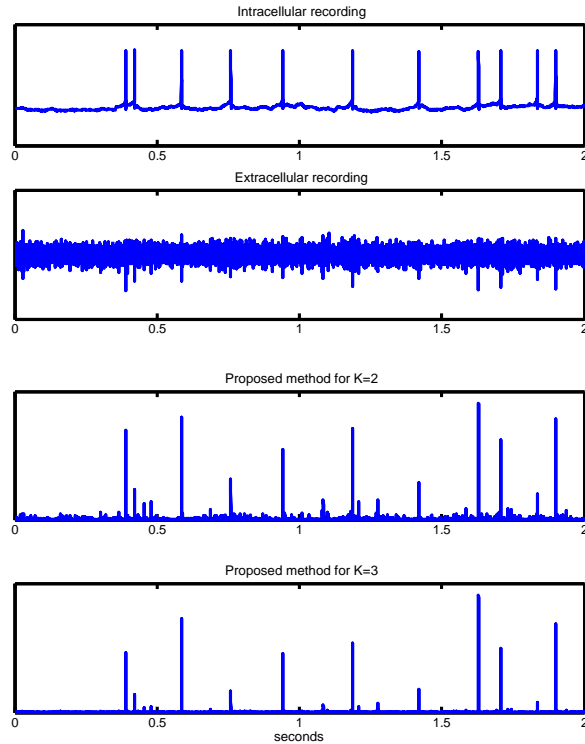 Intracellular recording
0 0.5 1 1.5 2
Extracellular recording
0 0.5 1 1.5 2
Proposed method for K=2
0 0.5 1 1.5 2
Proposed method for K=3
0 0.5 1 1.5 2
seconds